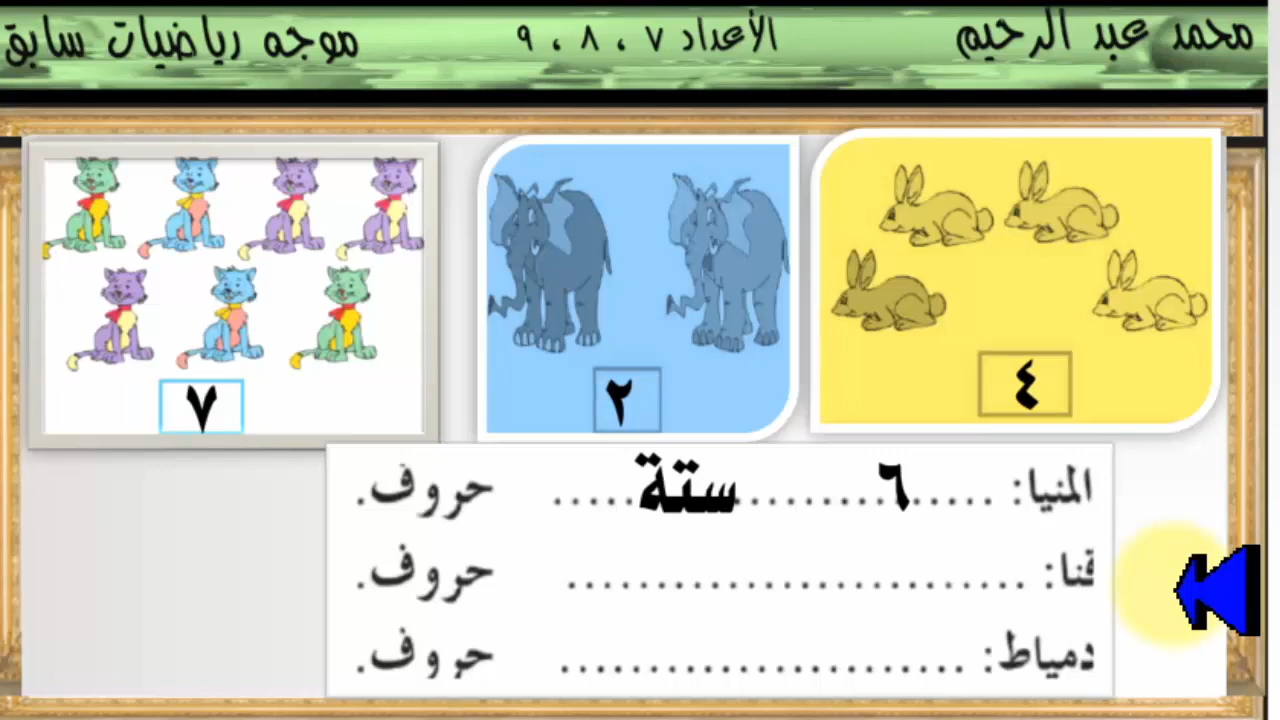 محمد عبد الرحيم
الأعداد ٧ ، ٨ ، ٩
موجه رياضيات سابق
٤
٢
٧
المنيا: ..... ٦ ........... ستة ..... حروف.
قنا: ........................... حروف.
دمياط: ........................ حروف.